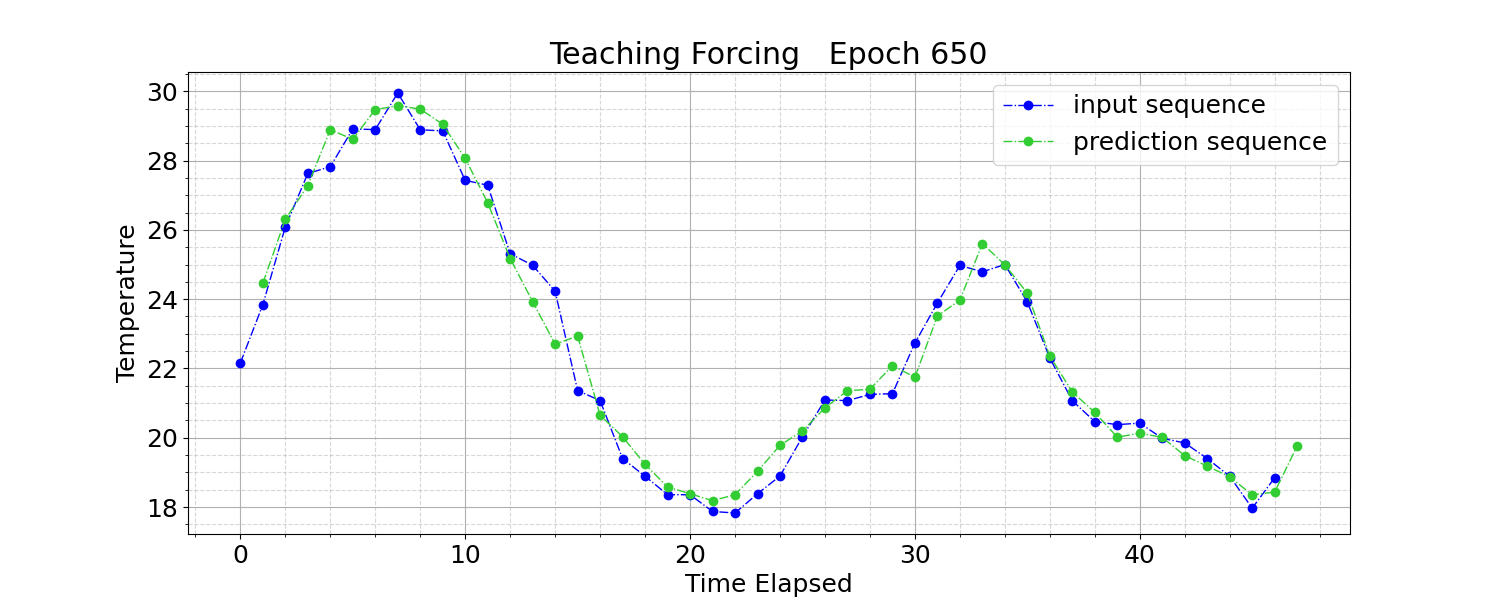 Teaching Forcing   Epoch 650
30
28
26
24
22
20
18
Temperature
input sequence
prediction sequence
0
10
20
30
40
Time Elapsed